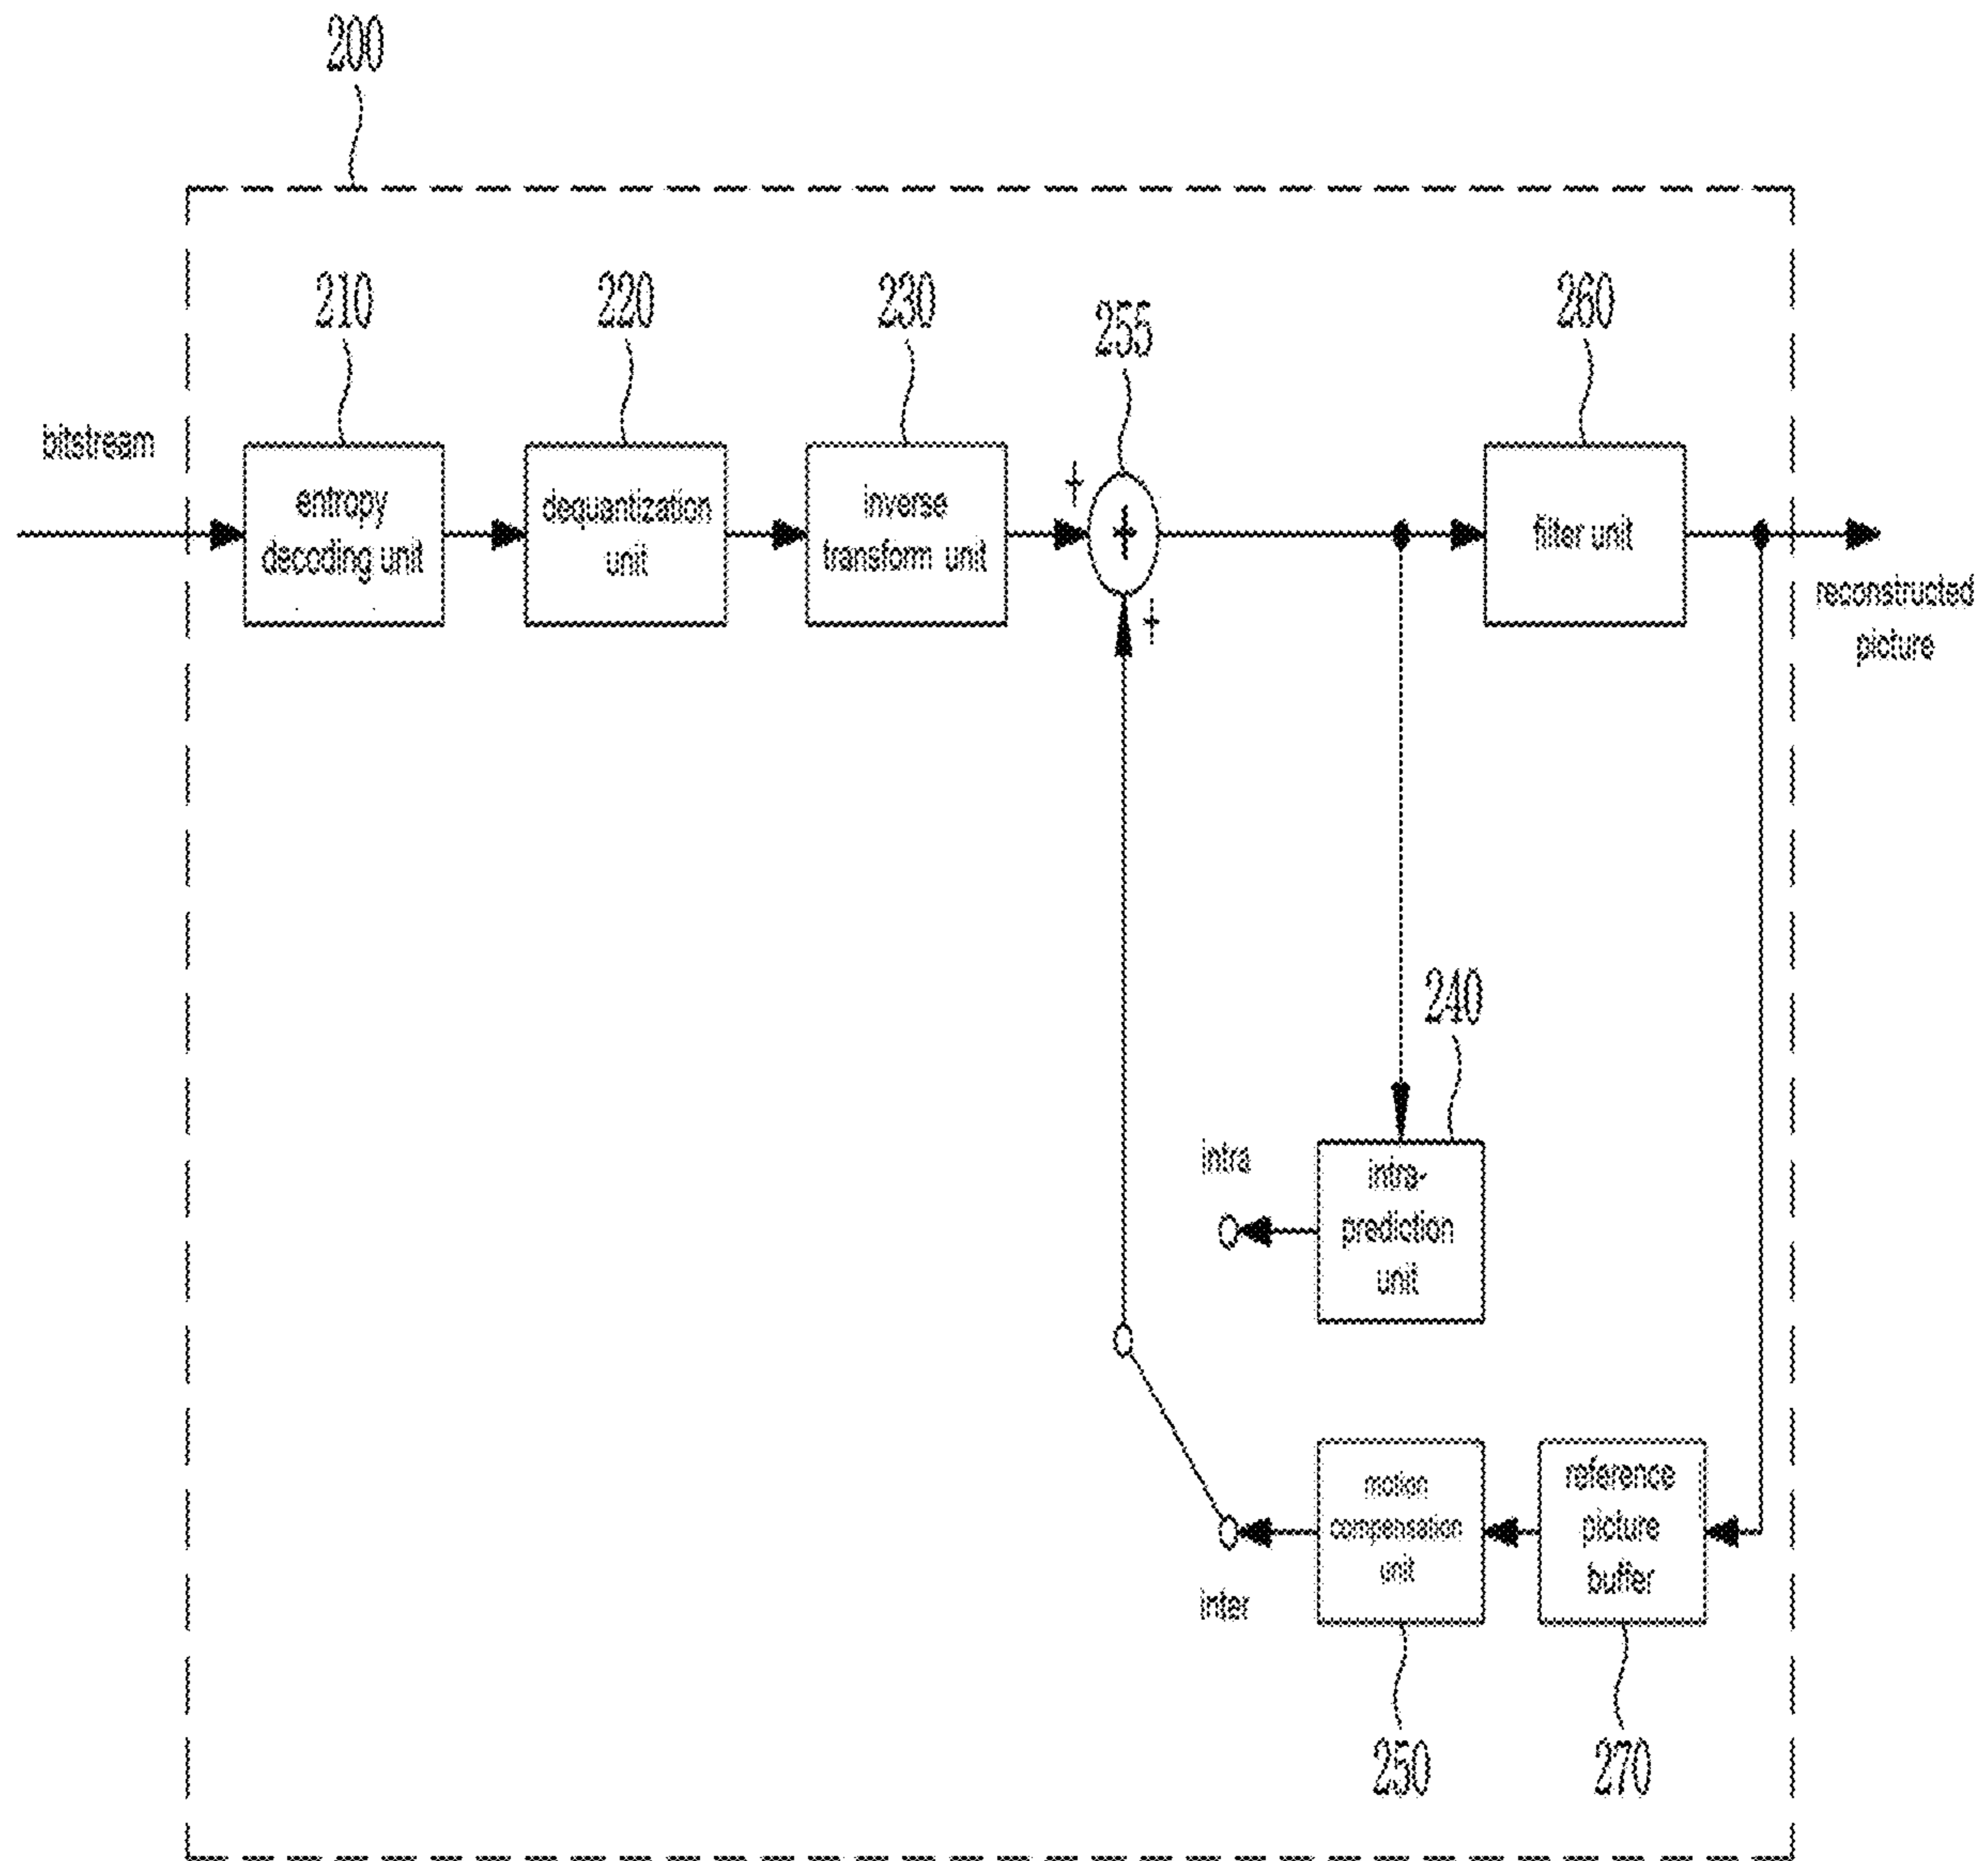 200
210
220
230
255
260
bitstream
entropy
decoding unit
dequantization
unit
inverse
transform unit
+
+
+
filter unit
reconstructed
picture
240
intra
intra-
prediction
unit
motion
compensation
unit
reference
picture
buffer
inter
250
270